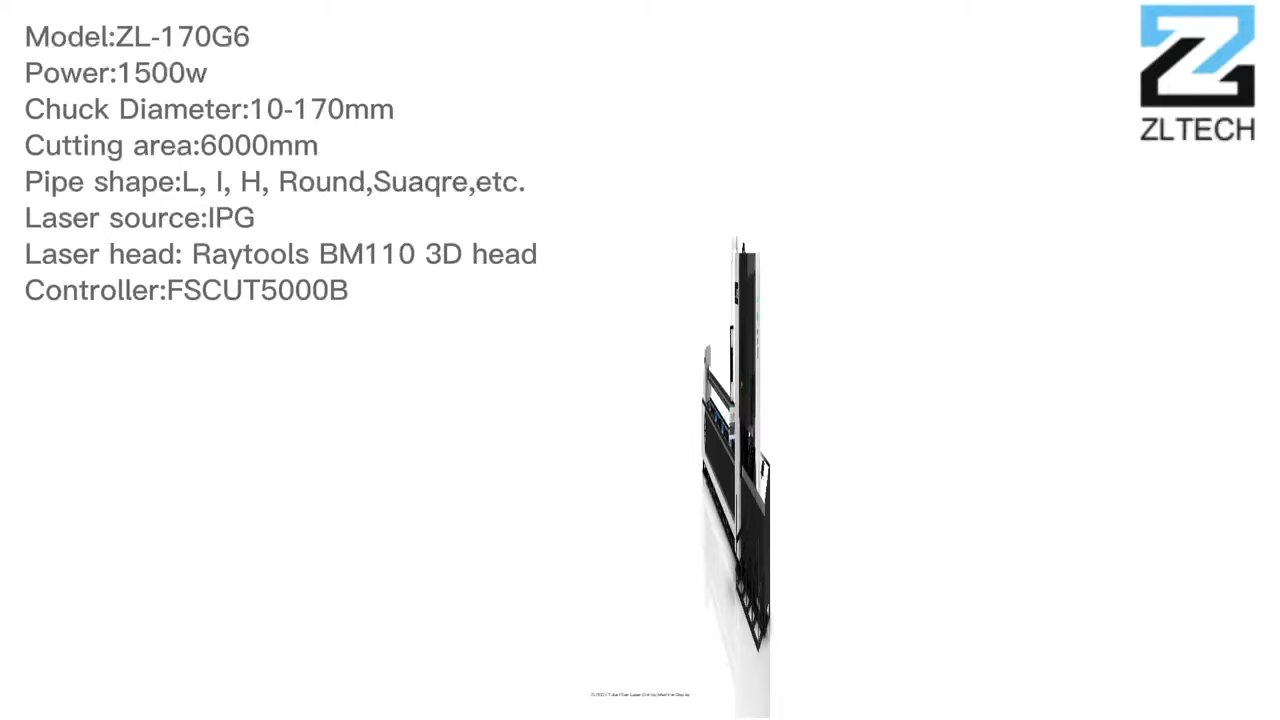 Model:ZL-170G6
Power:1500w
Chuck Diameter:10-170mm
Cutting area:6000mm
Pipe shape:L, I, H, Round,Suaqre,etc.
Laser source:IPG
Laser head: Raytools BM110 3D head
Controller:FSCUT5000B
ZLTECH